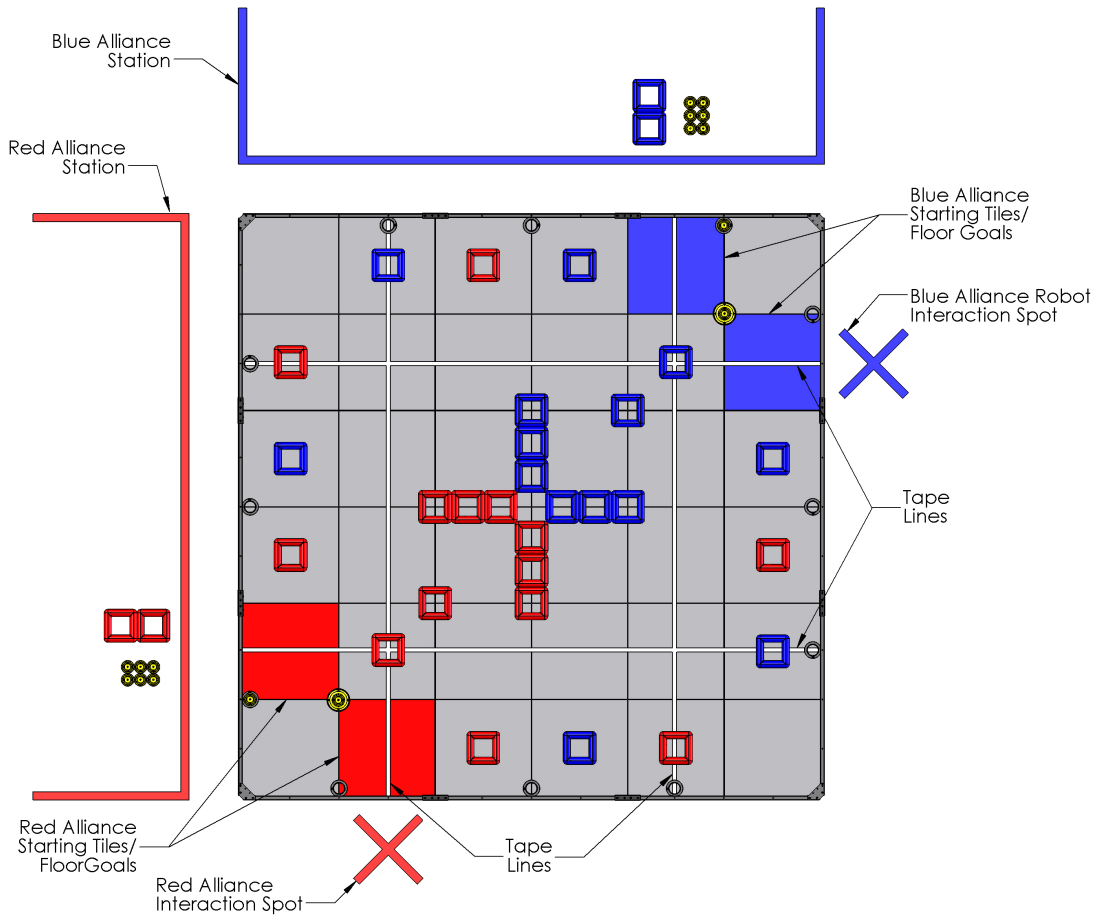 Blue Alliance
Station
Red Alliance
Station
Blue Alliance
Starting Tiles/
Floor Goals
Blue Alliance Robot
Interaction Spot
Tape
Lines
Red Alliance
Starting Tiles/
FloorGoals
Tape
Lines
Red Alliance
Interaction Spot